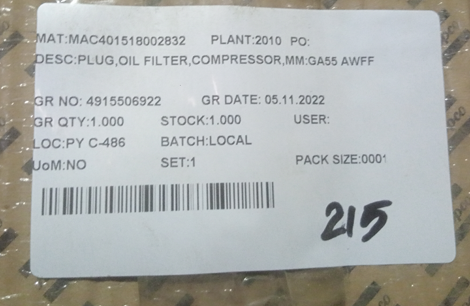 MAT:MAC401518002832 PLANT:2010 PO:
DESC:PLUG,OIL FILTER,COMPRESSOR,MM:GA55 AWFF
GR NO: 4915506922 GR DATE: 05.11.2022
GR QTY:1.000 STOCK:1.000 USER:
LOC:PY C-486 BATCH:LOCAL
UoM:NO SET:1 PACK SIZE:0001
215